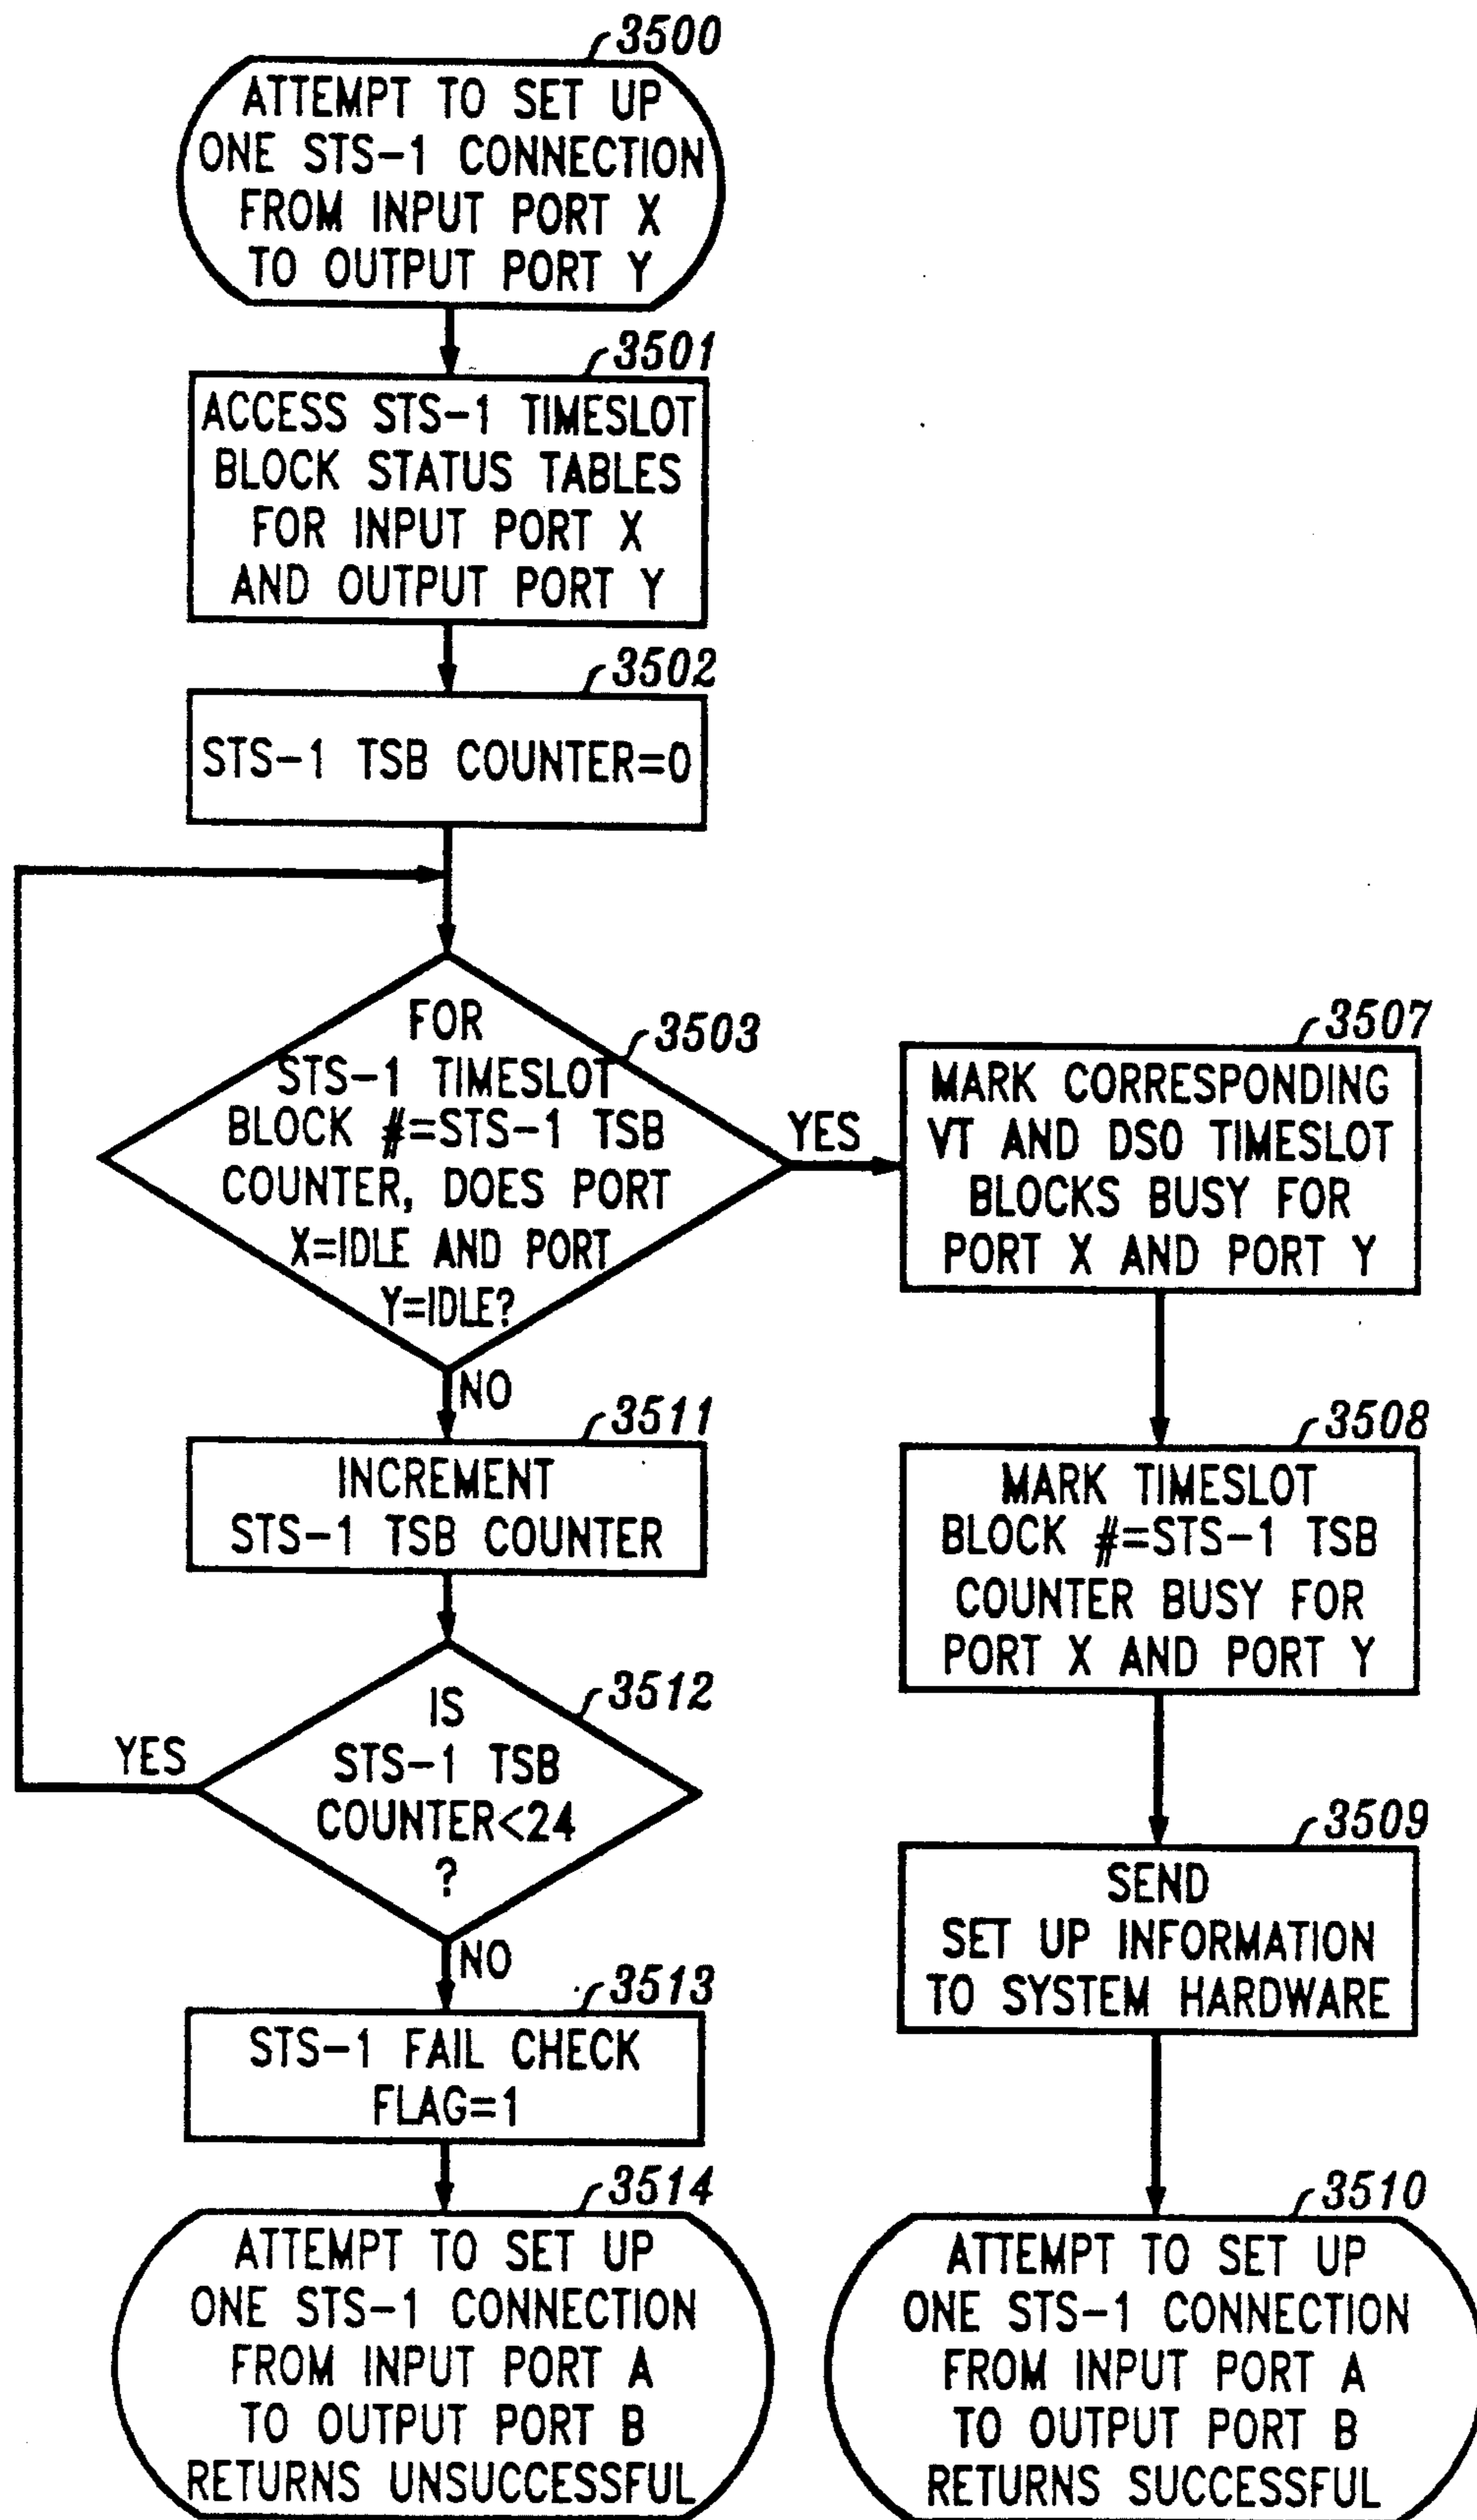 3500
ATTEMPT TO SET UP
ONE STS-1 CONNECTION
FROM INPUT PORT X
TO OUTPUT PORT Y
3501
ACCESS STS-1 TIMESLOT
BLOCK STATUS TABLES
FOR INPUT PORT X
AND OUTPUT PORT Y
3502
STS-1 TSB COUNTER=0
3503
FOR
STS-1 TIMESLOT
BLOCK #=STS-1 TSB
COUNTER, DOES PORT
X=IDLE AND PORT
Y=IDLE?
YES
NO
3507
MARK CORRESPONDING
VT AND DSO TIMESLOT
BLOCKS BUSY FOR
PORT X AND PORT Y
3508
MARK TIMESLOT
BLOCK #=STS-1 TSB
COUNTER BUSY FOR
PORT X AND PORT Y
3509
SEND
SET UP INFORMATION
TO SYSTEM HARDWARE
3510
ATTEMPT TO SET UP
ONE STS-1 CONNECTION
FROM INPUT PORT A
TO OUTPUT PORT B
RETURNS SUCCESSFUL
3511
INCREMENT
STS-1 TSB COUNTER
3512
IS
STS-1 TSB
COUNTER<24
?
YES
NO
3513
STS-1 FAIL CHECK
FLAG=1
3514
ATTEMPT TO SET UP
ONE STS-1 CONNECTION
FROM INPUT PORT A
TO OUTPUT PORT B
RETURNS UNSUCCESSFUL